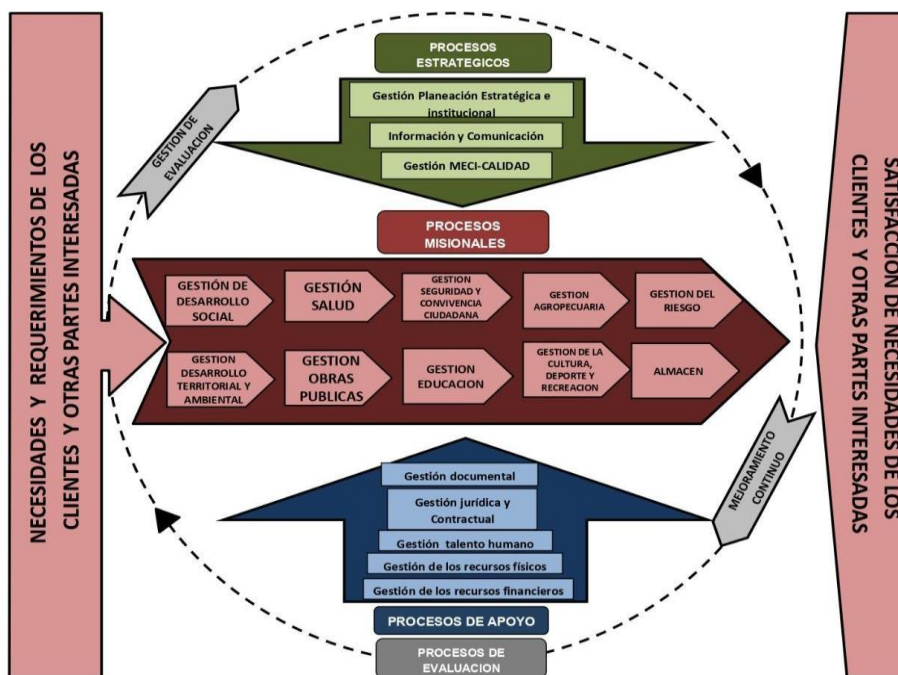 NECESIDADES Y REQUERIMIENTOS DE LOS
CLIENTES Y OTRAS PARTES INTERESADAS
GESTION DE
EVALUACION
PROCESOS
ESTRATEGICOS
Gestión Planeación Estratégica e
institucional
Información y Comunicación
Gestión MECI-CALIDAD
PROCESOS
MISIONALES
GESTIÓN DE
DESARROLLO
SOCIAL
GESTIÓN
SALUD
GESTION
SEGURIDAD Y
CONVIVENCIA
CIUDADANA
GESTION
AGROPECUARIA
GESTION DEL
RIESGO
GESTION
DESARROLLO
TERRITORIAL Y
AMBIENTAL
GESTION
OBRAS
PUBLICAS
GESTION
EDUCACION
GESTION DE LA
CULTURA,
DEPORTE Y
RECREACION
ALMACEN
Gestión documental
Gestión jurídica y
Contractual
Gestión talento humano
Gestión de los recursos físicos
Gestión de los recursos financieros
PROCESOS DE APOYO
PROCESOS DE
EVALUACION
MEJORAMIENTO
CONTINUO
SATISFACCIÓN DE NECESIDADES DE LOS
CLIENTES Y OTRAS PARTES INTERESADAS